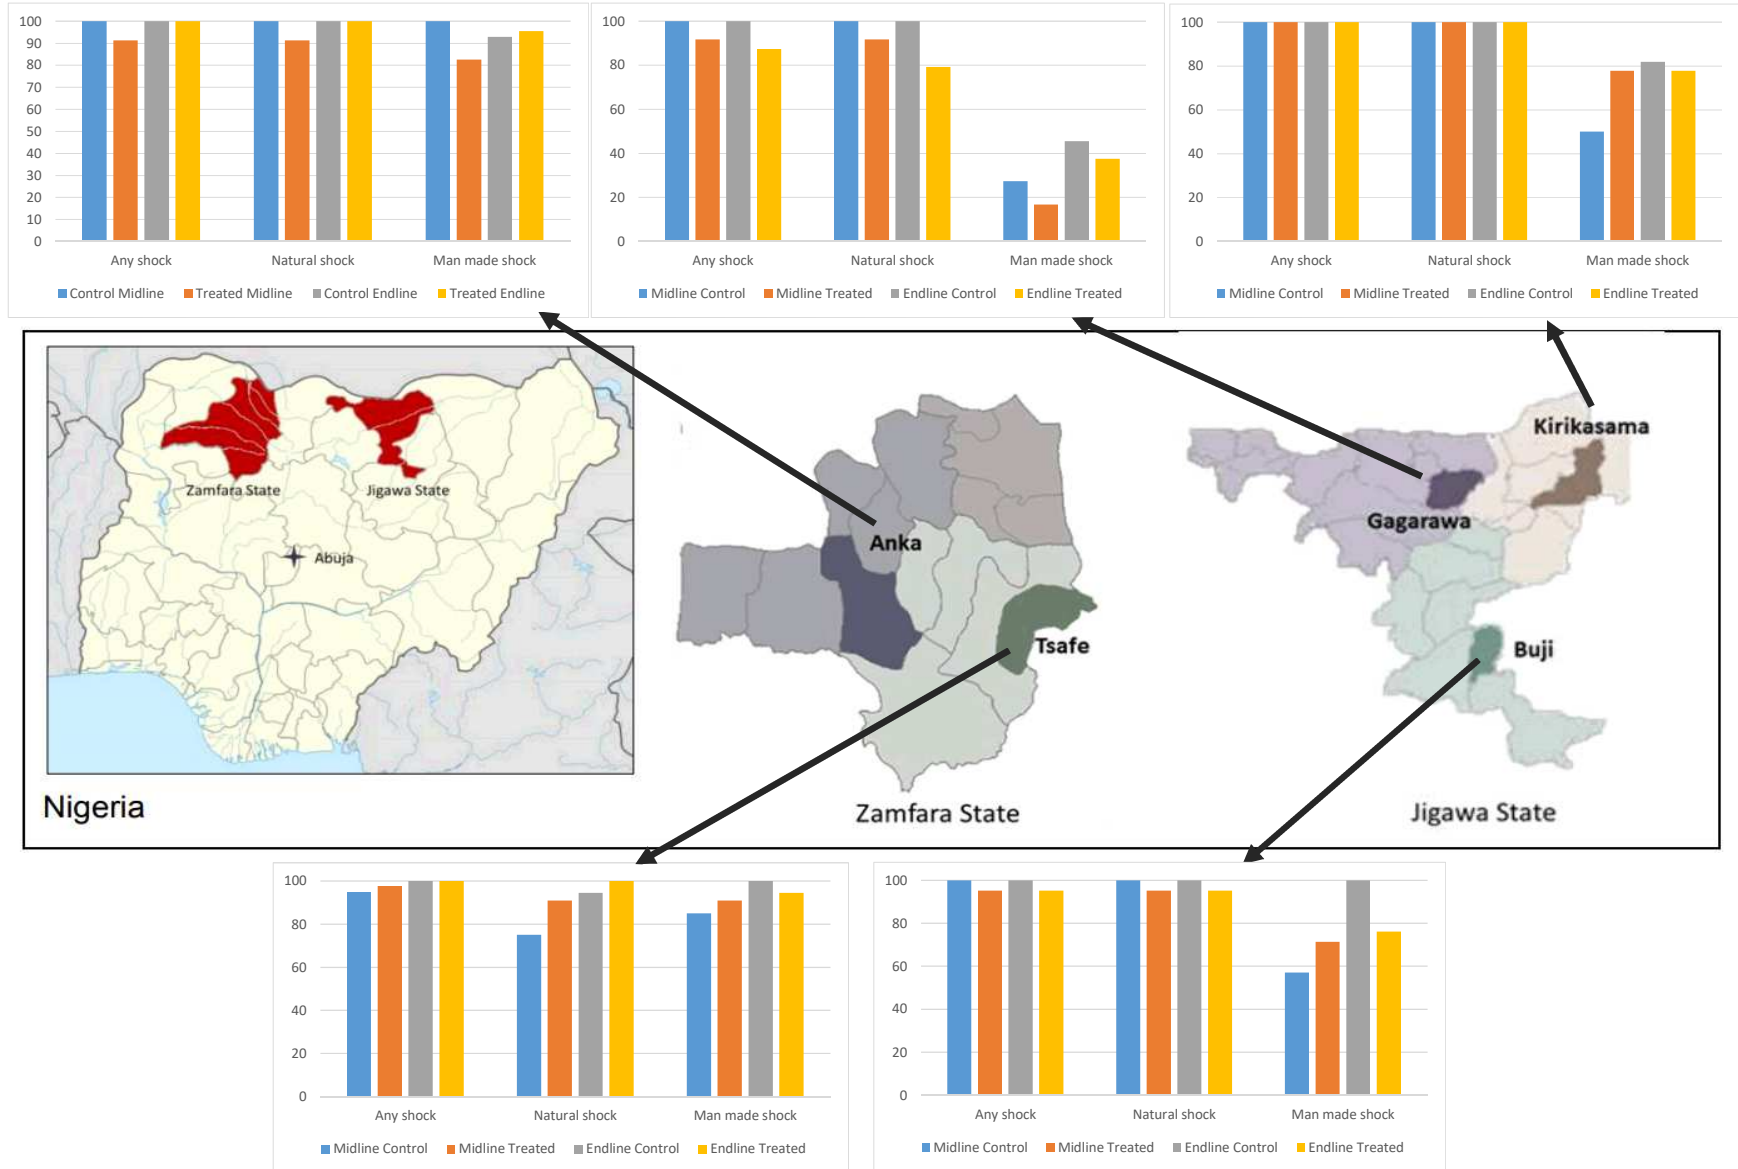 100
90
80
70
60
50
40
30
20
10
0
Any shock Natural shock Man made shock
Control Midline Treated Midline Control Endline Treated Endline
100
80
60
40
20
0
Any shock Natural shock Man made shock
Midline Control Midline Treated Endline Control Endline Treated
100
80
60
40
20
0
Any shock Natural shock Man made shock
Midline Control Midline Treated Endline Control Endline Treated
Zamfara State
Jigawa State
Abuja
Nigeria
Anka
Tsafe
Zamfara State
Kirikasama
Gagarawa
Buji
Jigawa State
100
80
60
40
20
0
Any shock Natural shock Man made shock
Midline Control Midline Treated Endline Control Endline Treated
100
80
60
40
20
0
Any shock Natural shock Man made shock
Midline Control Midline Treated Endline Control Endline Treated